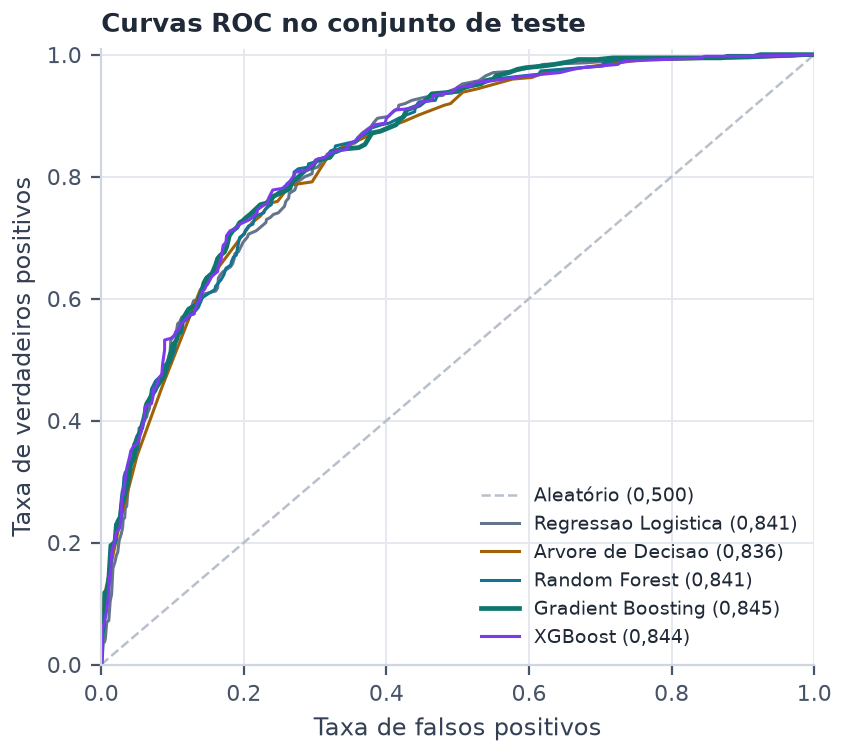 Curvas ROC no conjunto de teste
1.0
0.8
0.6
0.4
0.2
0.0
Taxa de verdadeiros positivos
Aleatório (0,500)
Regressao Logistica (0,841)
Arvore de Decisao (0,836)
Random Forest (0,841)
Gradient Boosting (0,845)
XGBoost (0,844)
0.0 0.2 0.4 0.6 0.8 1.0
Taxa de falsos positivos